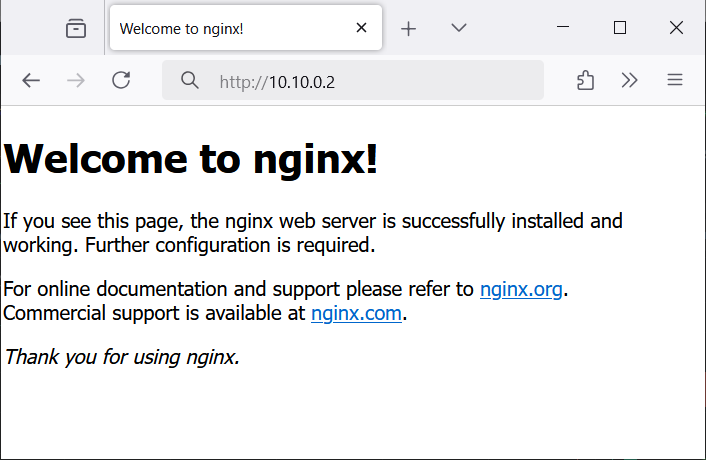 Welcome to nginx!
http://10.10.0.2
Welcome to nginx!
If you see this page, the nginx web server is successfully installed and
working. Further configuration is required.
For online documentation and support please refer to nginx.org.
Commercial support is available at nginx.com.
Thank you for using nginx.